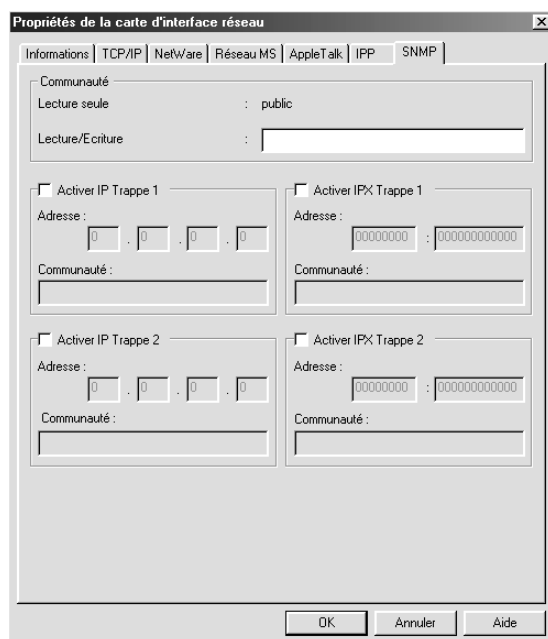 Propriétés de la carte d'interface réseau
Informations TCP/IP NetWare Réseau MS AppleTalk IPP SNMP
Communauté
Lecture seule : public
Lecture/Ecriture :
Activer IP Trappe 1
Adresse :
0 . 0 . 0 . 0
Communauté :
Activer IPX Trappe 1
Adresse :
00000000 : 000000000000
Communauté :
Activer IP Trappe 2
Adresse :
0 . 0 . 0 . 0
Communauté :
Activer IPX Trappe 2
Adresse :
00000000 : 000000000000
Communauté :
OK Annuler Aide